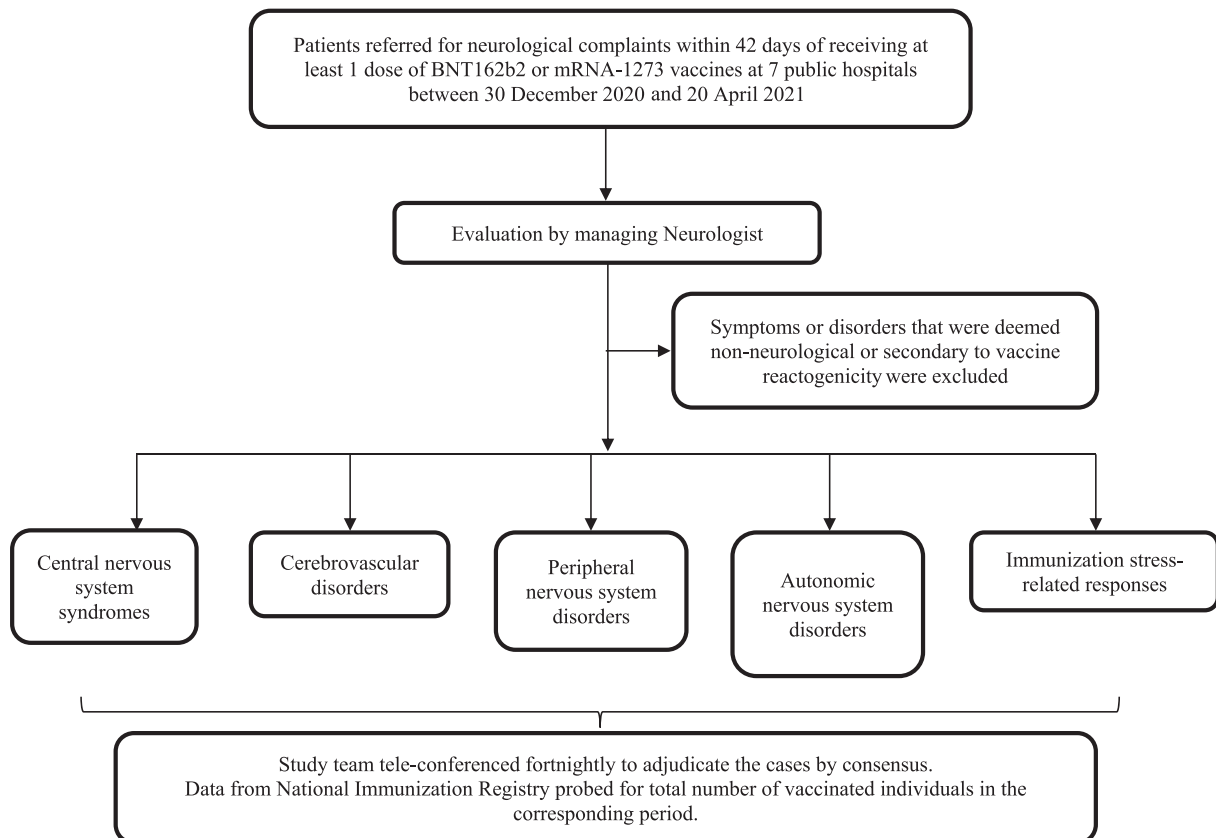 Patients referred for neurological complaints within 42 days of receiving at
least 1 dose of BNT162b2 or mRNA-1273 vaccines at 7 public hospitals
between 30 December 2020 and 20 April 2021
Evaluation by managing Neurologist
Symptoms or disorders that were deemed
non-neurological or secondary to vaccine
reactogenicity were excluded
Central nervous
system
syndromes
Cerebrovascular
disorders
Peripheral
nervous system
disorders
Autonomic
nervous system
disorders
Immunization stress-
related responses
Study team tele-conferenced fortnightly to adjudicate the cases by consensus.
Data from National Immunization Registry probed for total number of vaccinated individuals in the
corresponding period.